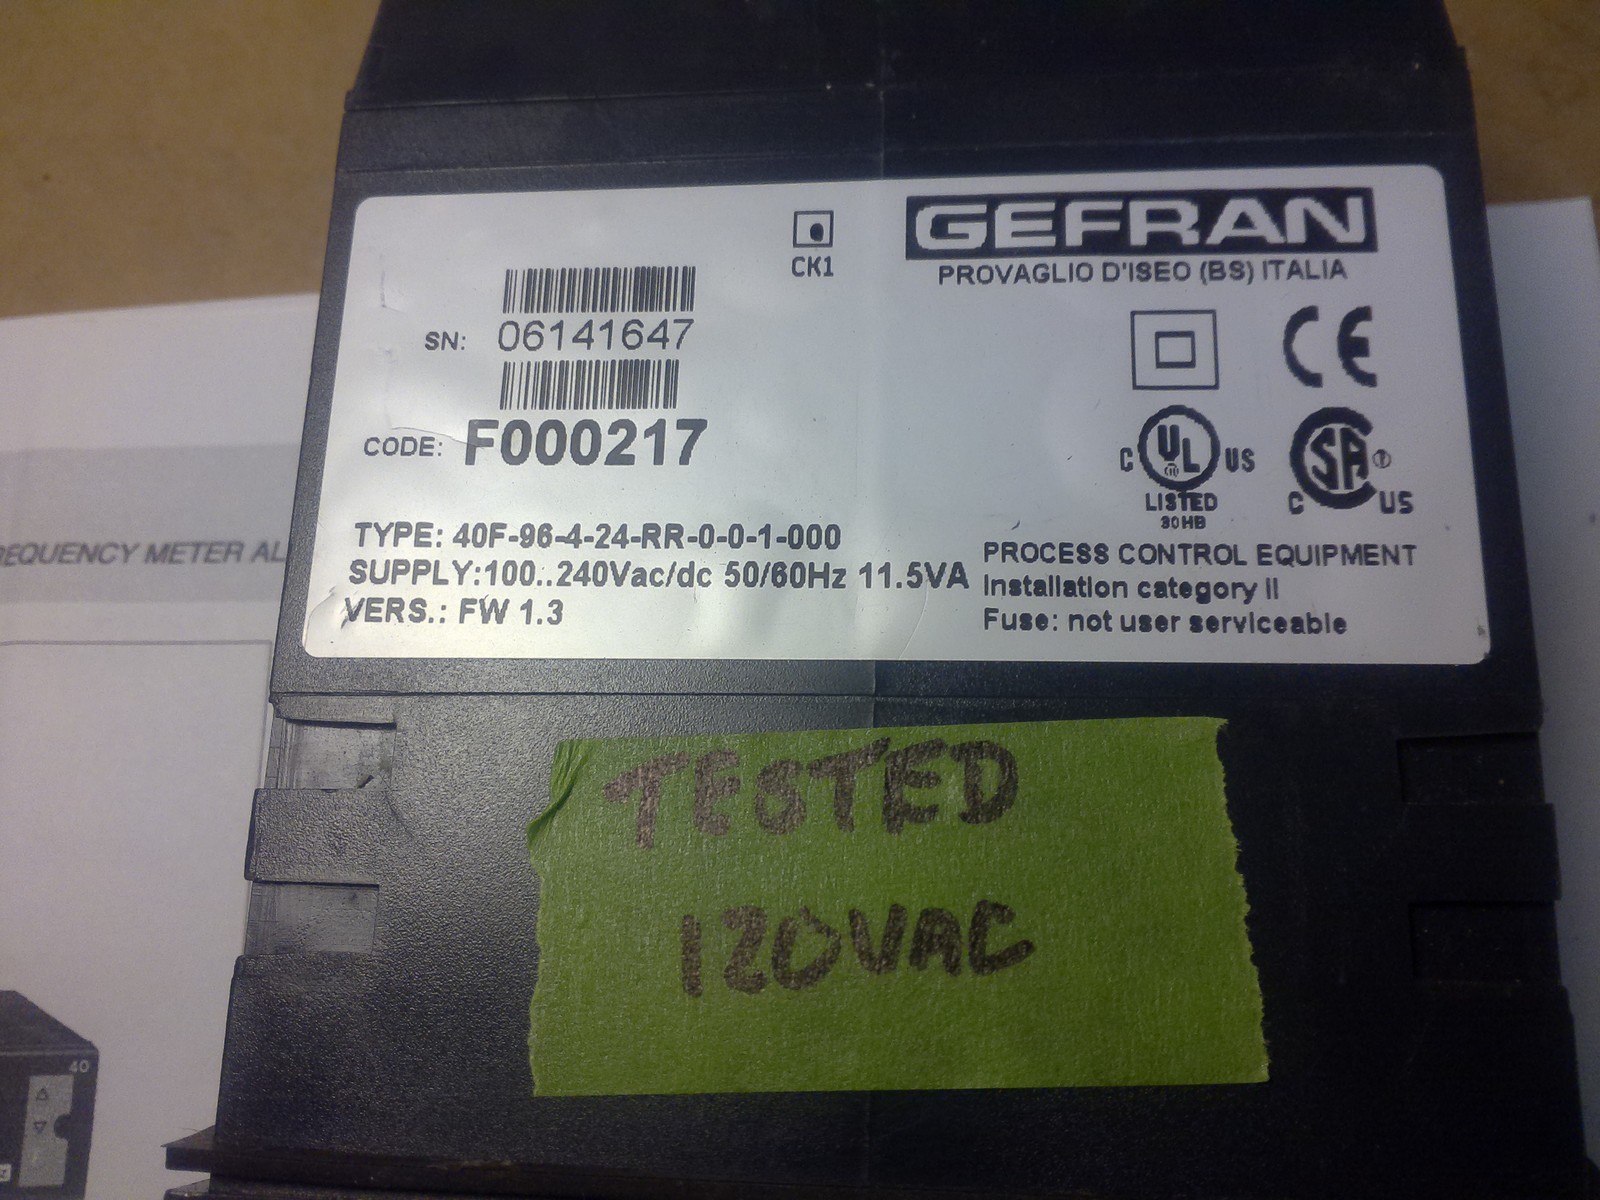 GEFRAN
PROVAGLIO D'ISEO (BS) ITALIA
CK1
SN: 06141647
CODE: F000217
CE
C UL US
LISTED
30HB
C SA US
TYPE: 40F-96-4-24-RR-0-0-1-000
SUPPLY:100..240Vac/dc 50/60Hz 11.5VA
VERS.: FW 1.3
PROCESS CONTROL EQUIPMENT
Installation category II
Fuse: not user serviceable
METER
TESTED
120VAC
40